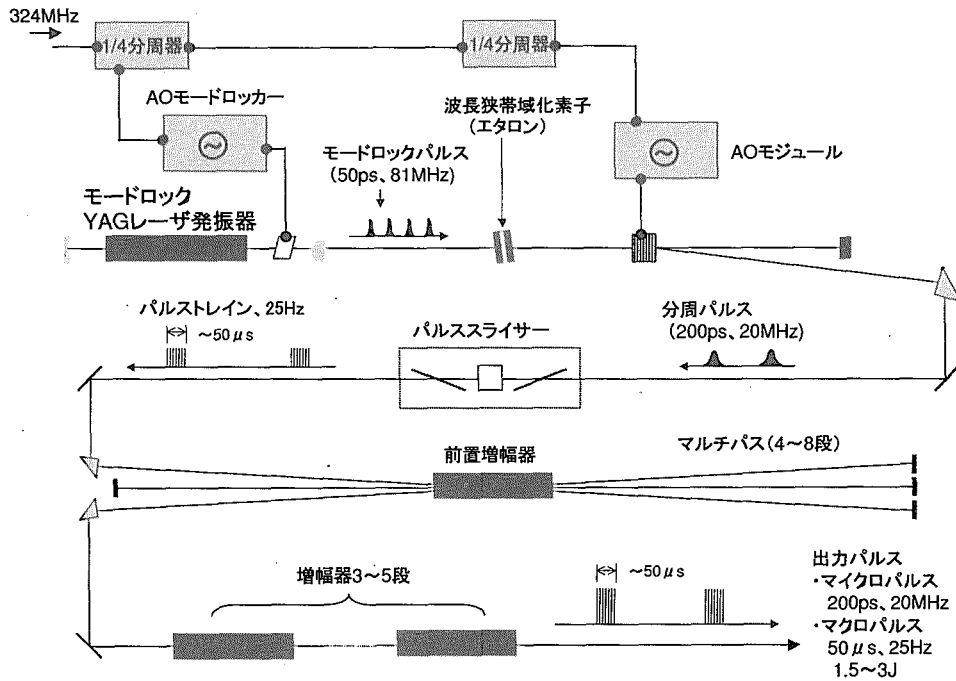 324MHz
1/4分周器
1/4分周器
AOモードロッカー
波長狭帯域化素子
(エタロン)
AOモジュール
モードロックパルス
(50ps、81MHz)
モードロック
YAGレーザ発振器
パルストレイン、25Hz
~50μs
パルススライサー
分周パルス
(200ps、20MHz)
前置増幅器
マルチパス(4~8段)
増幅器3~5段
~50μs
出力パルス
・マイクロパルス
200ps、20MHz
・マクロパルス
50μs、25Hz
1.5~3J